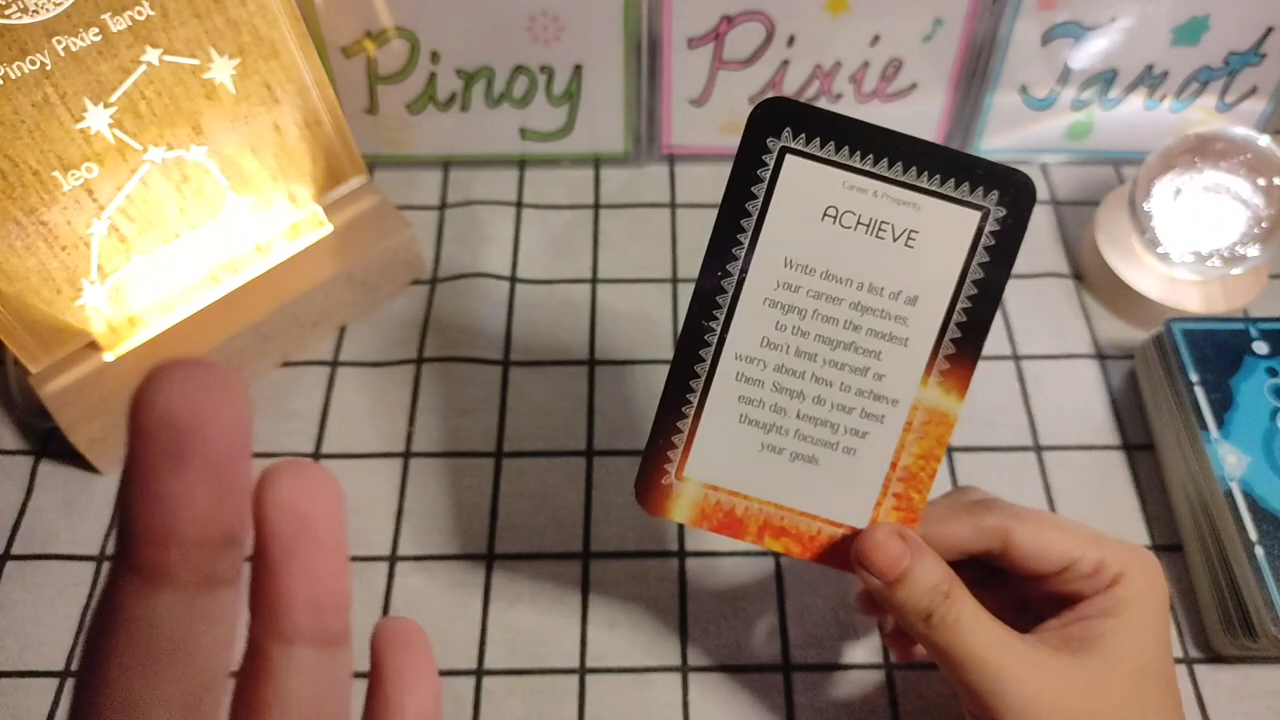 Pinoy Pixie Tarot
leo
Pinoy
Pixie
Tarot
Career & Prosperity
ACHIEVE
Write down a list of all
your career objectives,
ranging from the modest
to the magnificent.
Don't limit yourself or
worry about how to achieve
them. Simply do your best
each day, keeping your
thoughts focused on
your goals.